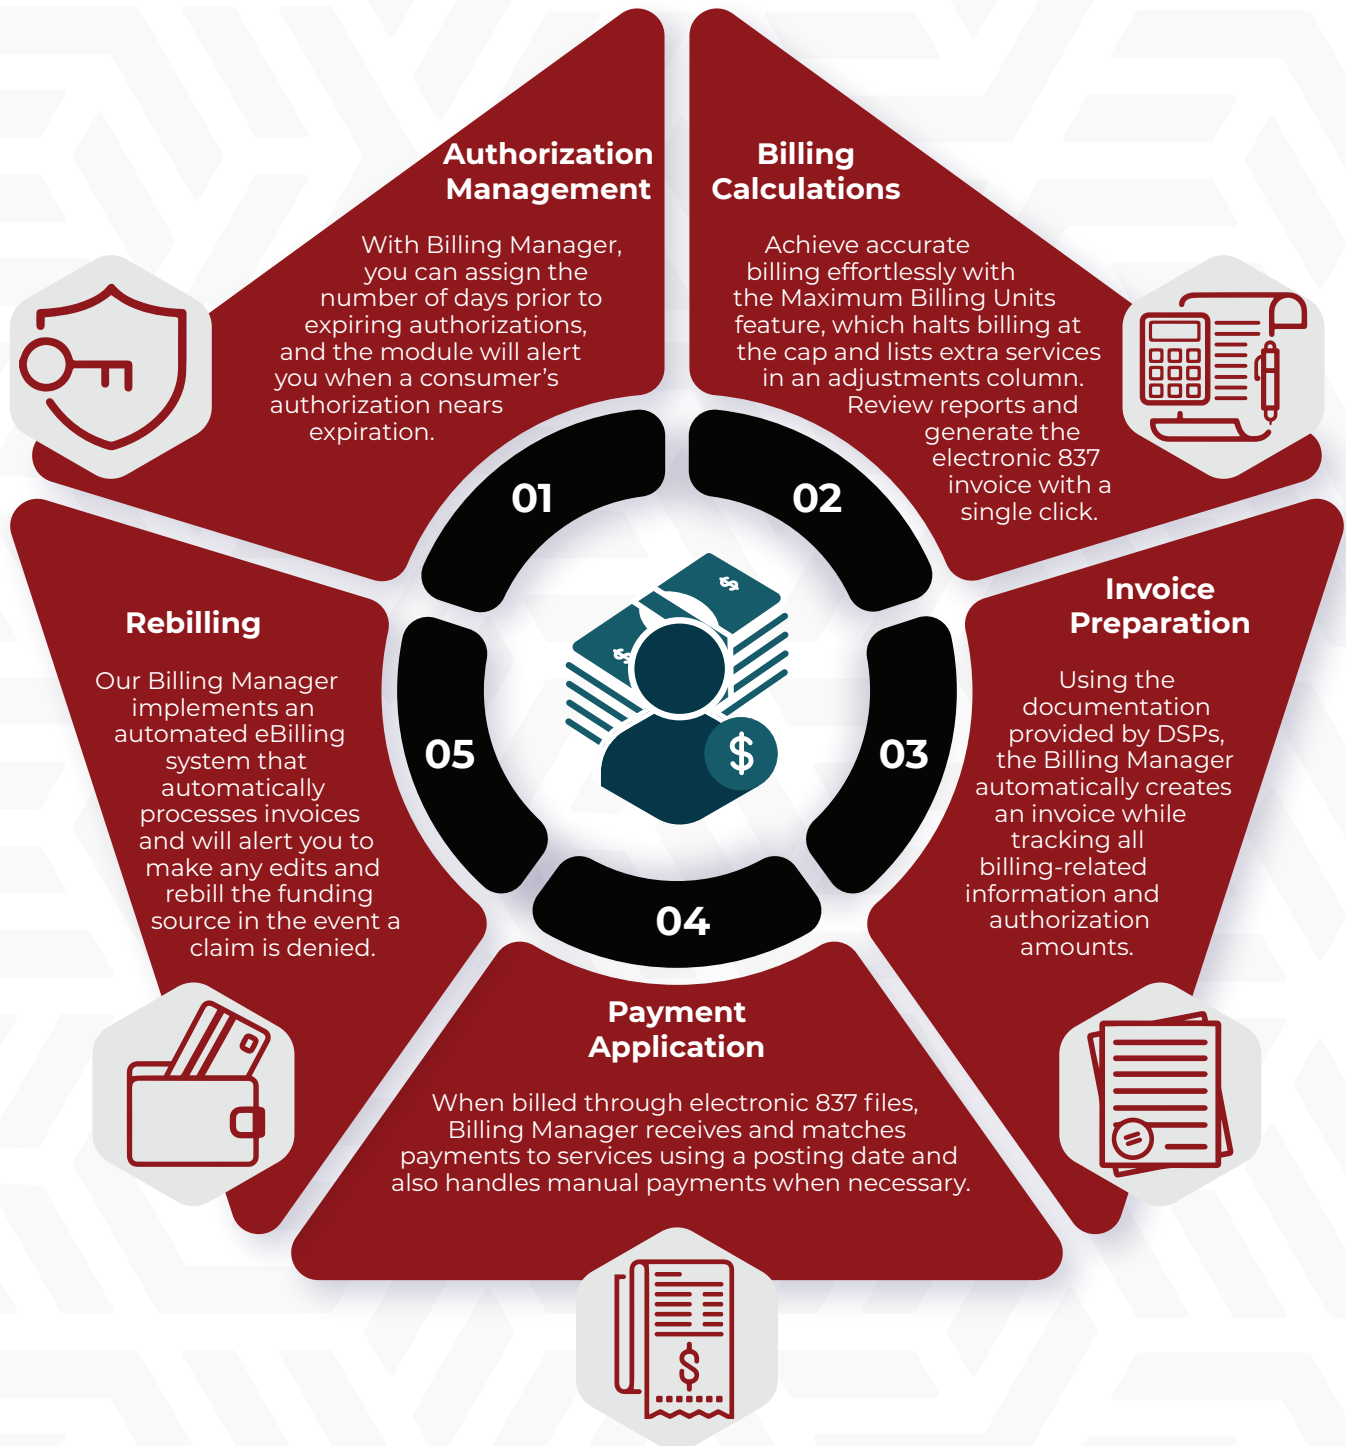 Authorization
Management
With Billing Manager,
you can assign the
number of days prior to
expiring authorizations,
and the module will alert
you when a consumer’s
authorization nears
expiration.
01
Billing
Calculations
Achieve accurate
billing effortlessly with
the Maximum Billing Units
feature, which halts billing at
the cap and lists extra services
in an adjustments column.
Review reports and
generate the
electronic 837
invoice with a
single click.
02
Invoice
Preparation
Using the
documentation
provided by DSPs,
the Billing Manager
automatically creates
an invoice while
tracking all
billing-related
information and
authorization
amounts.
03
04
Payment
Application
When billed through electronic 837 files,
Billing Manager receives and matches
payments to services using a posting date and
also handles manual payments when necessary.
$
Rebilling
Our Billing Manager
implements an
automated eBilling
system that
automatically
processes invoices
and will alert you to
make any edits and
rebill the funding
source in the event a
claim is denied.
05
$
$
$